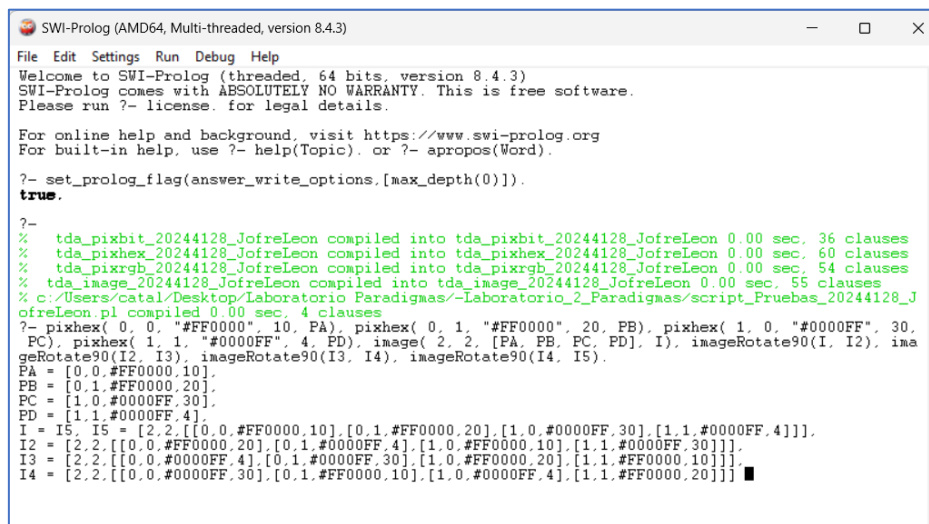 SWI-Prolog (AMD64, Multi-threaded, version 8.4.3)
File Edit Settings Run Debug Help
Welcome to SWI-Prolog (threaded, 64 bits, version 8.4.3)
SWI-Prolog comes with ABSOLUTELY NO WARRANTY. This is free software.
Please run ?- license. for legal details.
For online help and background, visit https://www.swi-prolog.org
For built-in help, use ?- help(Topic). or ?- apropos(Word).
?- set_prolog_flag(answer_write_options,[max_depth(0)]).
true.
?-
%   tda_pixbit_20244128_JofreLeon compiled into tda_pixbit_20244128_JofreLeon 0.00 sec, 36 clauses
%   tda_pixhex_20244128_JofreLeon compiled into tda_pixhex_20244128_JofreLeon 0.00 sec, 60 clauses
%   tda_pixrgb_20244128_JofreLeon compiled into tda_pixrgb_20244128_JofreLeon 0.00 sec, 54 clauses
%  tda_image_20244128_JofreLeon compiled into tda_image_20244128_JofreLeon 0.00 sec, 55 clauses
% c:/Users/catal/Desktop/Laboratorio Paradigmas/-Laboratorio_2_Paradigmas/script_Pruebas_20244128_J
ofreLeon.pl compiled 0.00 sec, 4 clauses
?- pixhex( 0, 0, "#FF0000", 10, PA), pixhex( 0, 1, "#FF0000", 20, PB), pixhex( 1, 0, "#0000FF", 30,
 PC), pixhex( 1, 1, "#0000FF", 4, PD), image( 2, 2, [PA, PB, PC, PD], I), imageRotate90(I, I2), ima
geRotate90(I2, I3), imageRotate90(I3, I4), imageRotate90(I4, I5).
PA = [0,0,#FF0000,10],
PB = [0,1,#FF0000,20],
PC = [1,0,#0000FF,30],
PD = [1,1,#0000FF,4],
I = I5, I5 = [2,2,[[0,0,#FF0000,10],[0,1,#FF0000,20],[1,0,#0000FF,30],[1,1,#0000FF,4]]],
I2 = [2,2,[[0,0,#FF0000,20],[0,1,#0000FF,4],[1,0,#FF0000,10],[1,1,#0000FF,30]]],
I3 = [2,2,[[0,0,#0000FF,4],[0,1,#0000FF,30],[1,0,#FF0000,20],[1,1,#FF0000,10]]],
I4 = [2,2,[[0,0,#0000FF,30],[0,1,#FF0000,10],[1,0,#0000FF,4],[1,1,#FF0000,20]]]